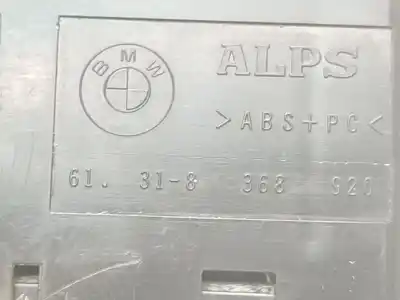 BMW
ALPS
>ABS+PC<
61. 31-8 368 920